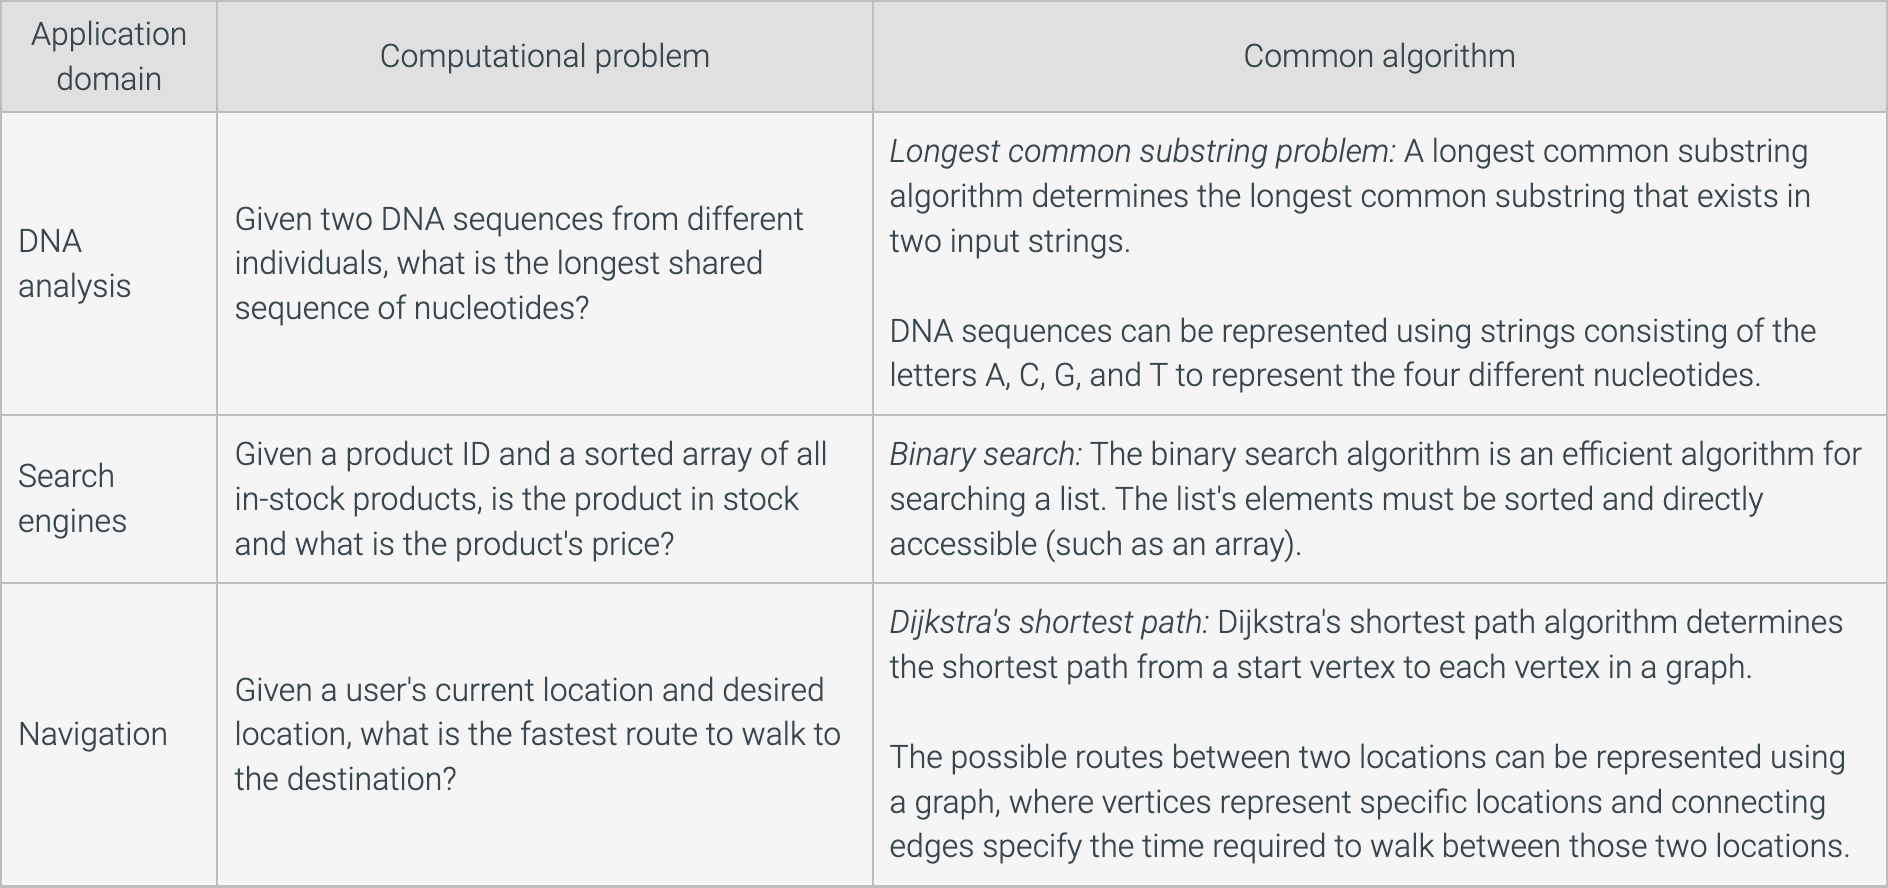 Application
domain
Computational problem
Common algorithm
DNA
analysis
Given two DNA sequences from different
individuals, what is the longest shared
sequence of nucleotides?
Longest common substring problem: A longest common substring
algorithm determines the longest common substring that exists in
two input strings.
DNA sequences can be represented using strings consisting of the
letters A, C, G, and T to represent the four different nucleotides.
Search
engines
Given a product ID and a sorted array of all
in-stock products, is the product in stock
and what is the product's price?
Binary search: The binary search algorithm is an efficient algorithm for
searching a list. The list's elements must be sorted and directly
accessible (such as an array).
Navigation
Given a user's current location and desired
location, what is the fastest route to walk to
the destination?
Dijkstra's shortest path: Dijkstra's shortest path algorithm determines
the shortest path from a start vertex to each vertex in a graph.
The possible routes between two locations can be represented using
a graph, where vertices represent specific locations and connecting
edges specify the time required to walk between those two locations.